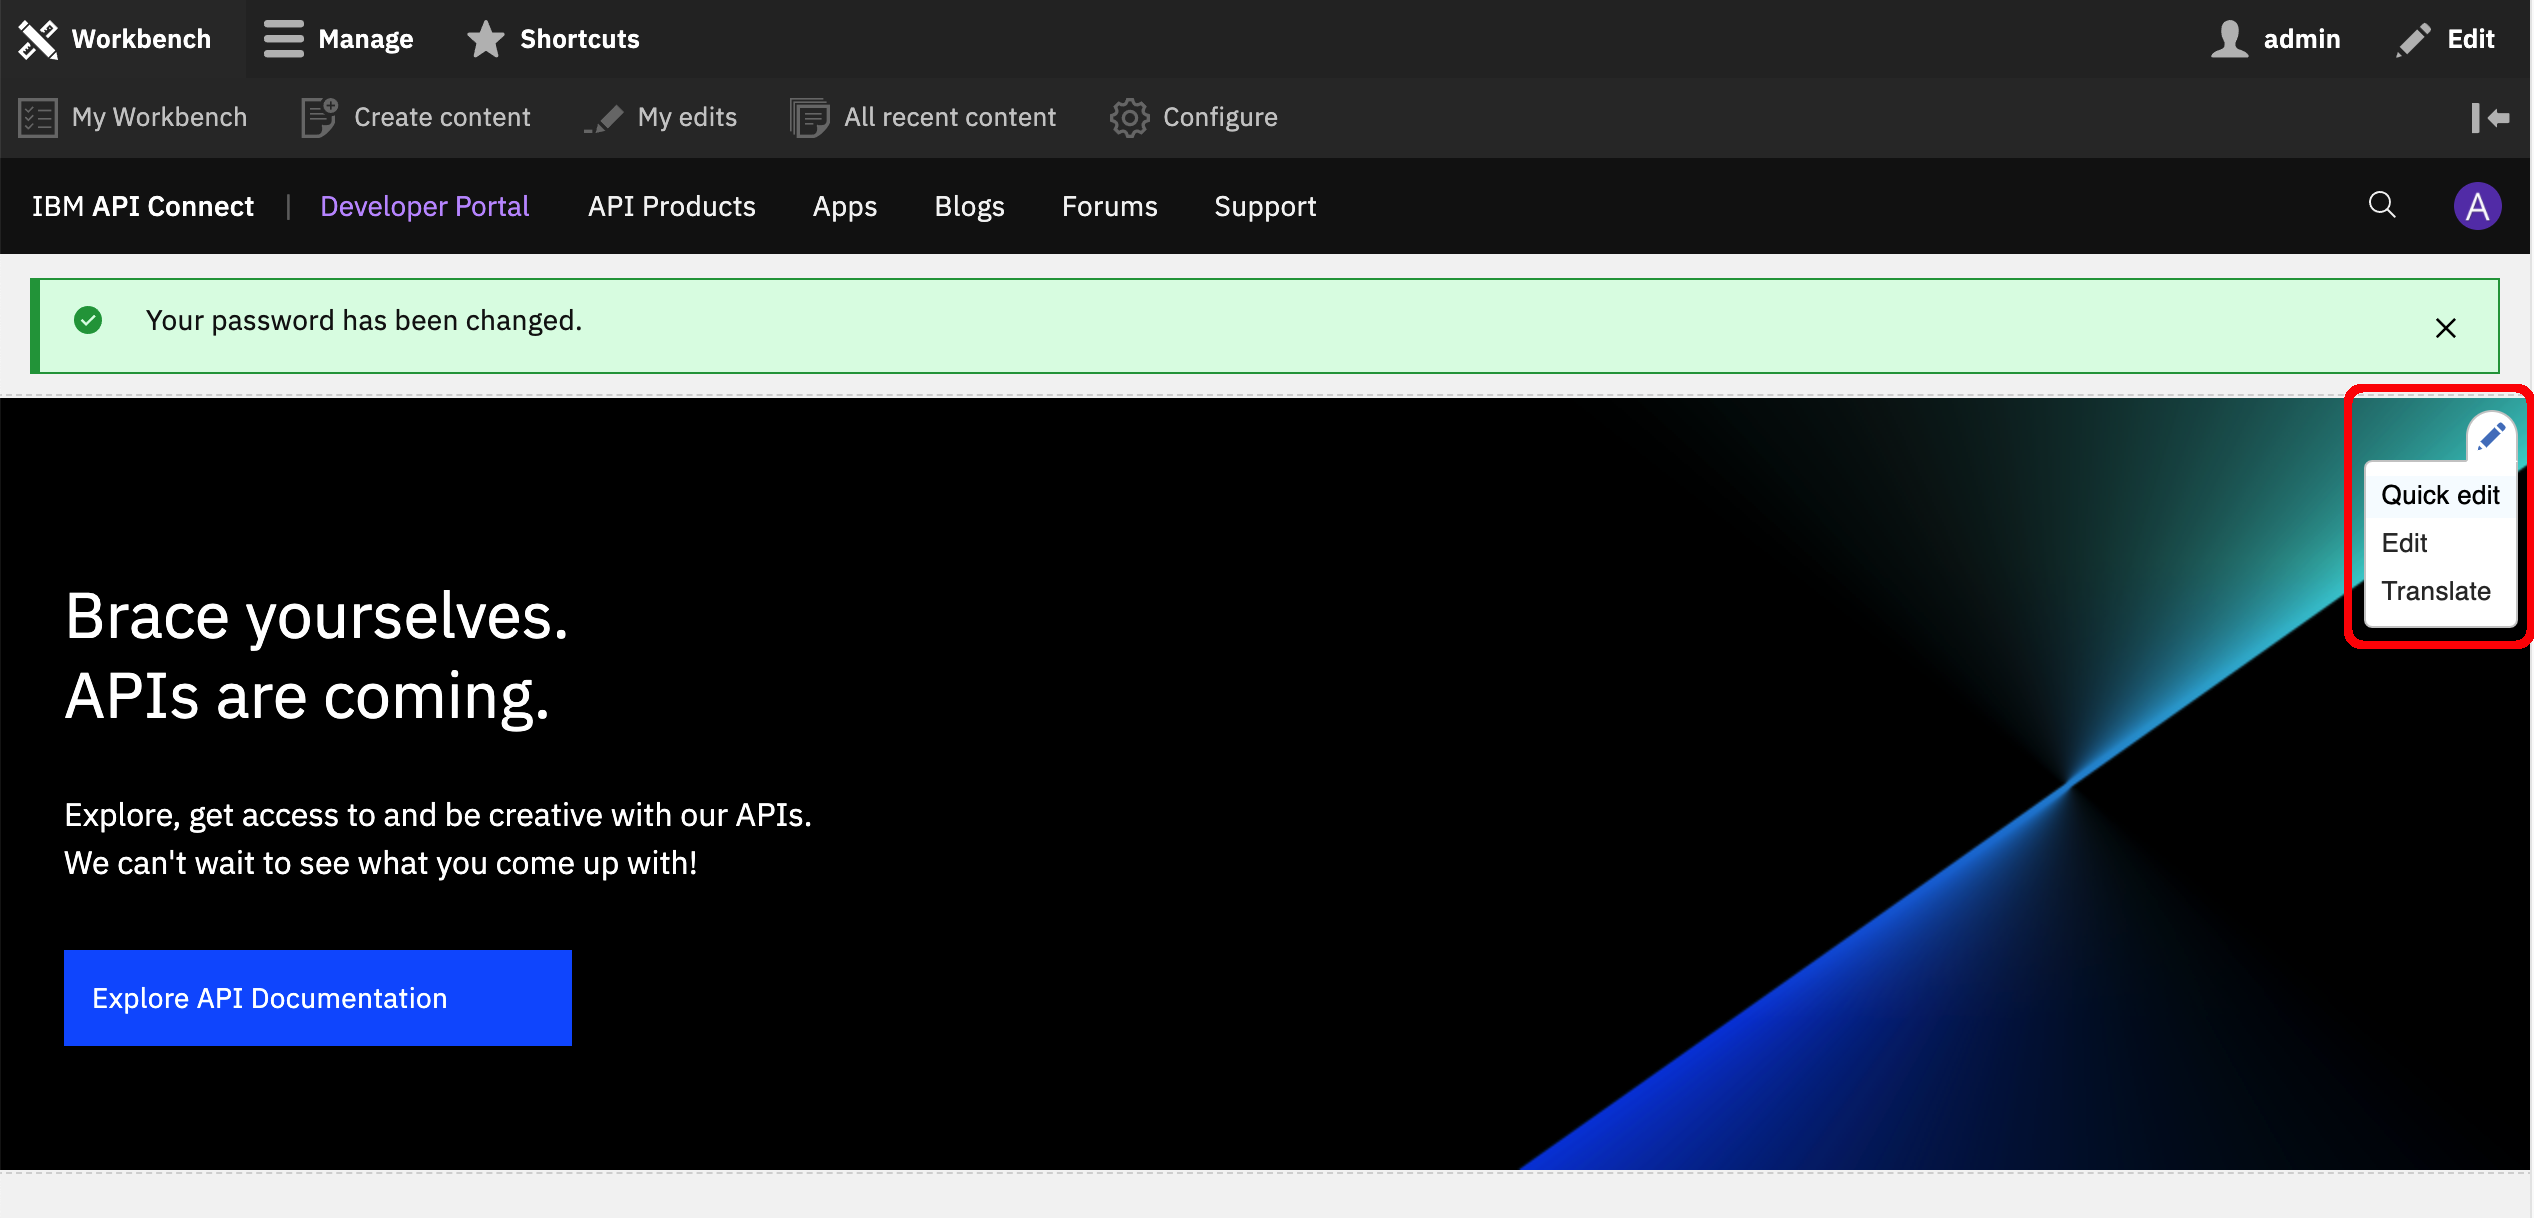 Workbench Manage Shortcuts admin Edit
My Workbench Create content My edits All recent content Configure
IBM API Connect | Developer Portal API Products Apps Blogs Forums Support A
Your password has been changed.
Quick edit
Edit
Translate
Brace yourselves.
APIs are coming.
Explore, get access to and be creative with our APIs.
We can't wait to see what you come up with!
Explore API Documentation